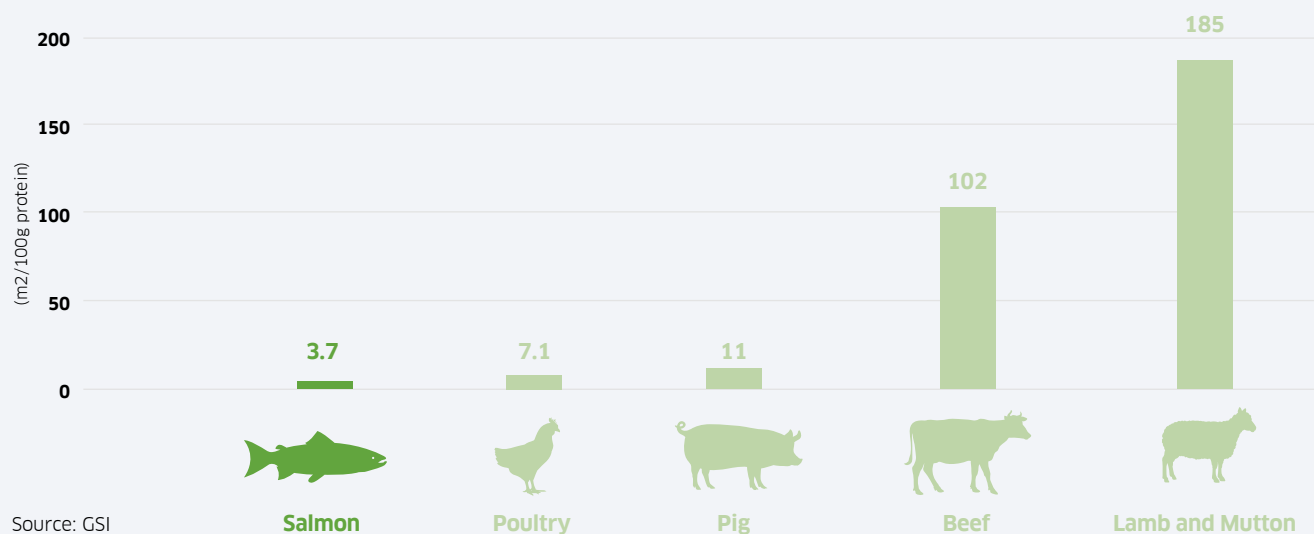 185
200
150
102
100
50
3.7
7.1
11
0
(m2/100g protein)
Salmon
Poultry
Pig
Beef
Lamb and Mutton
Source: GSI